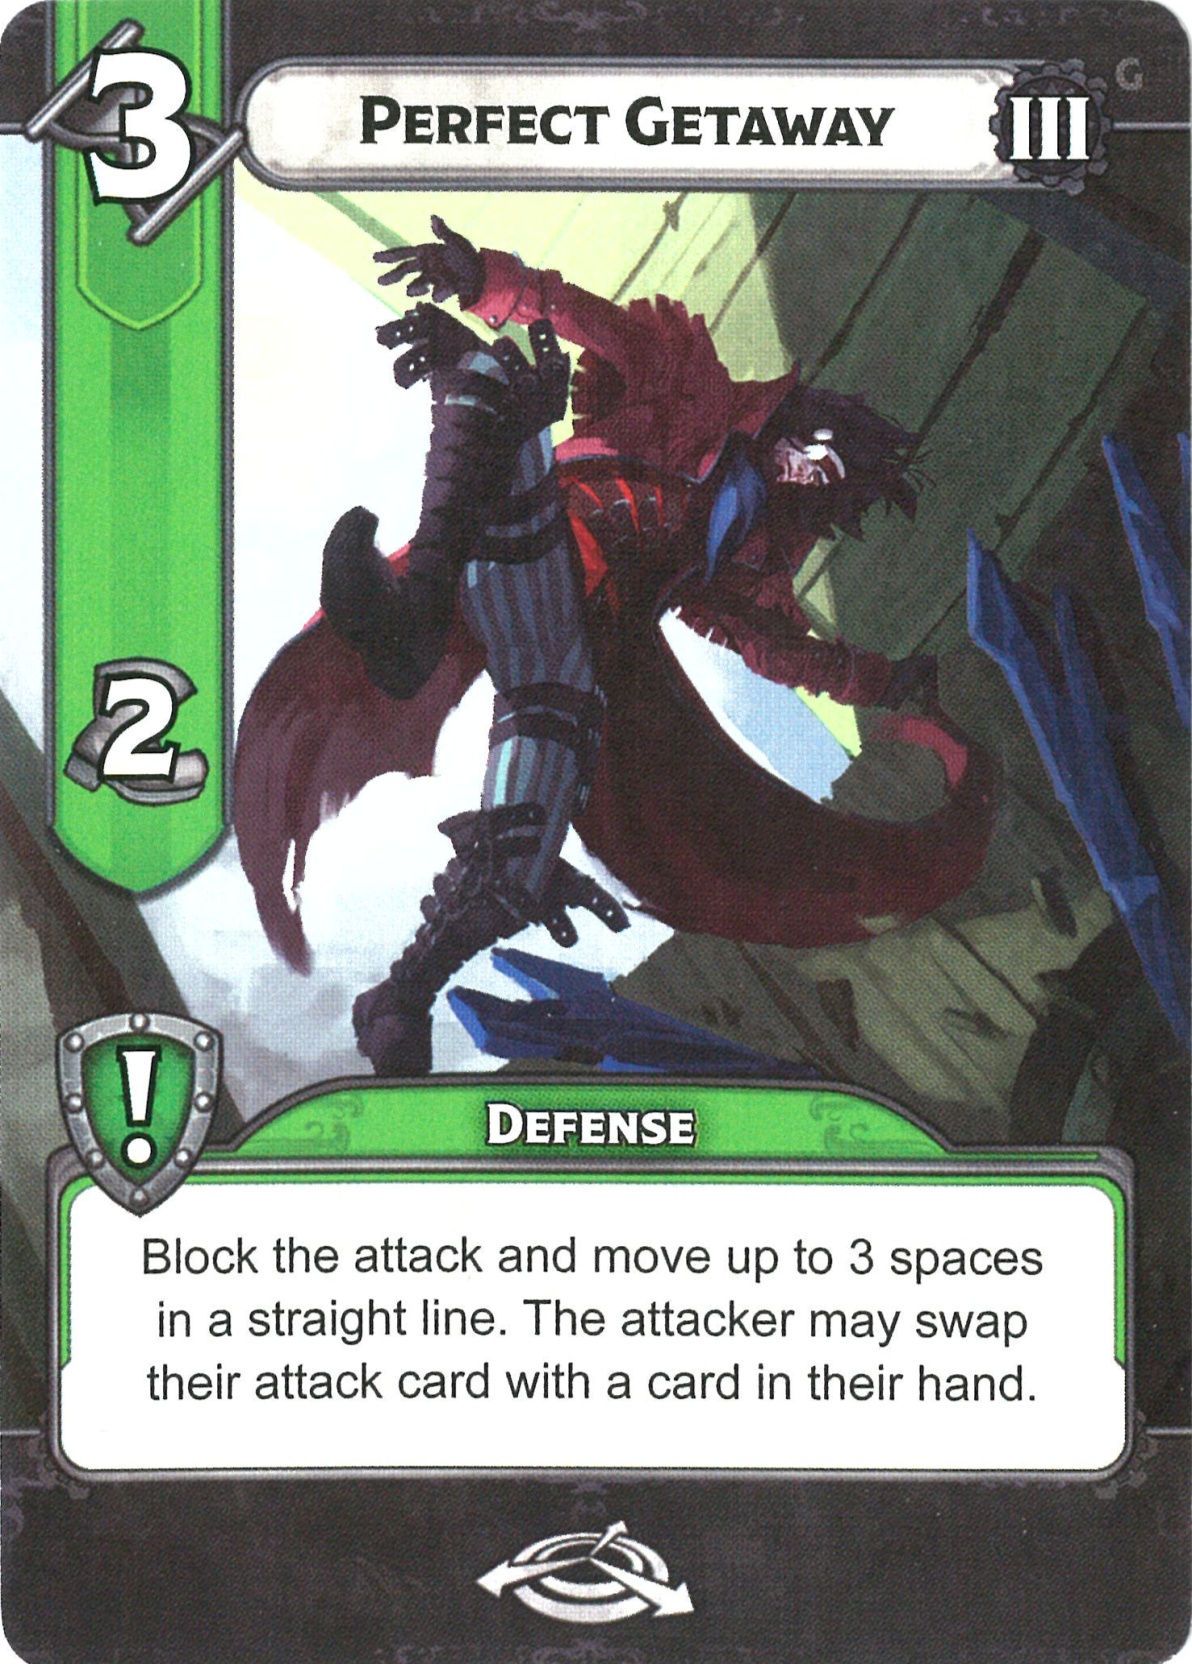 3
PERFECT GETAWAY
III
G
2
!
DEFENSE
Block the attack and move up to 3 spaces
in a straight line. The attacker may swap
their attack card with a card in their hand.